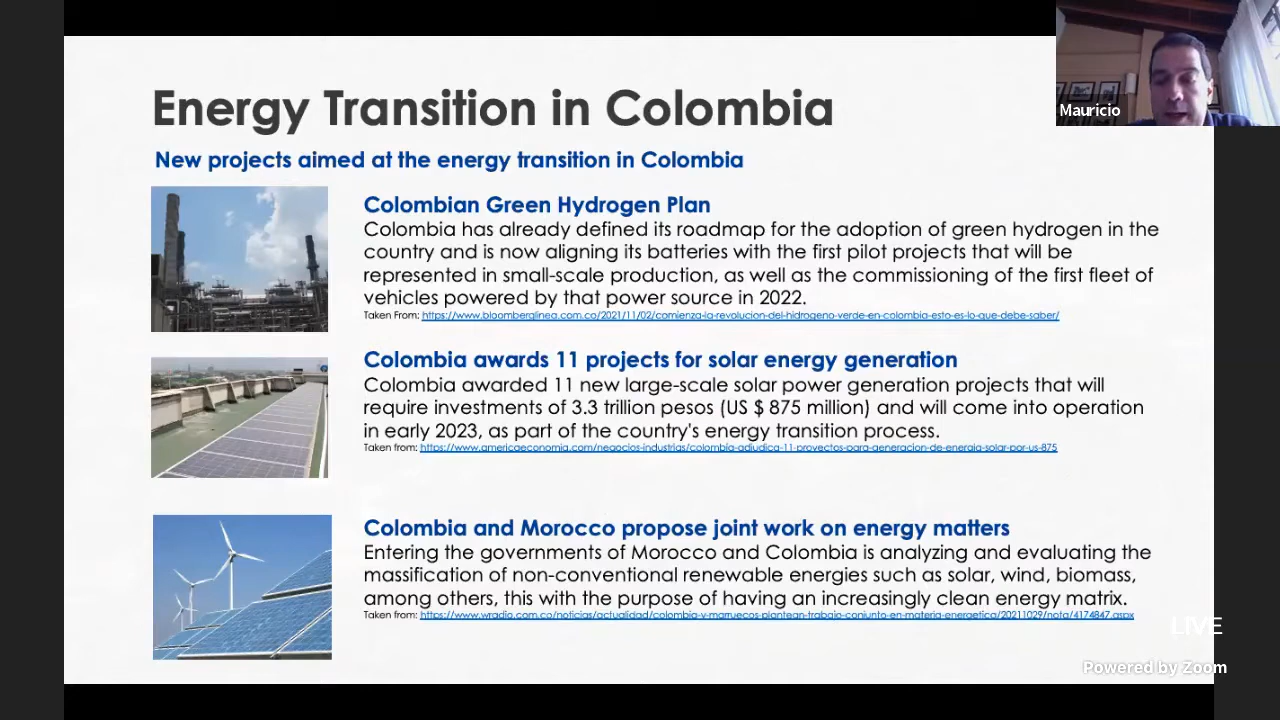 Energy Transition in Colombia
Mauricio
New projects aimed at the energy transition in Colombia
Colombian Green Hydrogen Plan
Colombia has already defined its roadmap for the adoption of green hydrogen in the
country and is now aligning its batteries with the first pilot projects that will be
represented in small-scale production, as well as the commissioning of the first fleet of
vehicles powered by that power source in 2022.
Taken From: https://www.bloomberglinea.com.co/2021/11/02/comienza-la-revolucion-del-hidrogeno-verde-en-colombia-esto-es-lo-que-debe-saber/
Colombia awards 11 projects for solar energy generation
Colombia awarded 11 new large-scale solar power generation projects that will
require investments of 3.3 trillion pesos (US $ 875 million) and will come into operation
in early 2023, as part of the country's energy transition process.
Taken from: https://www.americaeconomia.com/negocios-industrias/colombia-adjudica-11-proyectos-para-generacion-de-energia-solar-por-us-875
Colombia and Morocco propose joint work on energy matters
Entering the governments of Morocco and Colombia is analyzing and evaluating the
massification of non-conventional renewable energies such as solar, wind, biomass,
among others, this with the purpose of having an increasingly clean energy matrix.
Taken from: https://www.wradio.com.co/noticias/actualidad/colombia-y-marruecos-plantean-trabajo-conjunto-en-materia-energetica/20211029/nota/4174847.aspx
LIVE
Powered by Zoom